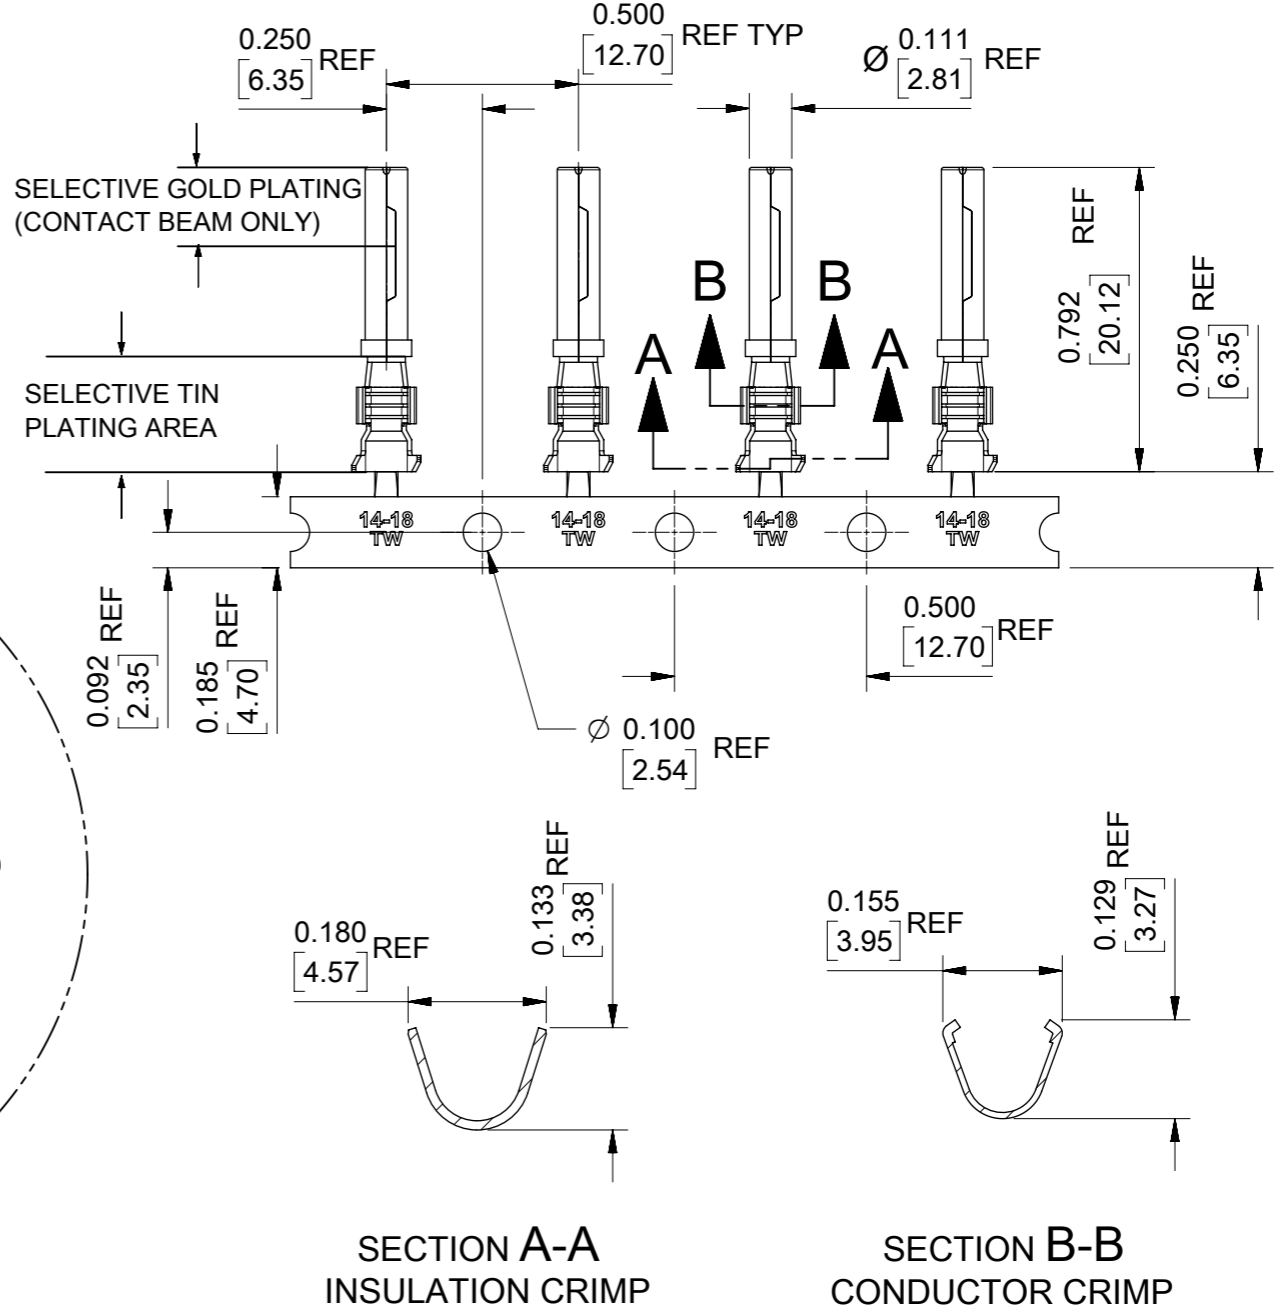 0.500
[12.70] REF TYP
0.250
[6.35] REF
Ø 0.111
[2.81] REF
SELECTIVE GOLD PLATING
(CONTACT BEAM ONLY)
0.792
[20.12] REF
0.250
[6.35] REF
B B
A A
SELECTIVE TIN
PLATING AREA
14-18 14-18 14-18 14-18
TW TW TW TW
0.092
[2.35] REF
0.185
[4.70] REF
0.500
[12.70] REF
Ø 0.100
[2.54] REF
0.180
[4.57] REF
0.133
[3.38] REF
0.155
[3.95] REF
0.129
[3.27] REF
SECTION A-A
INSULATION CRIMP
SECTION B-B
CONDUCTOR CRIMP